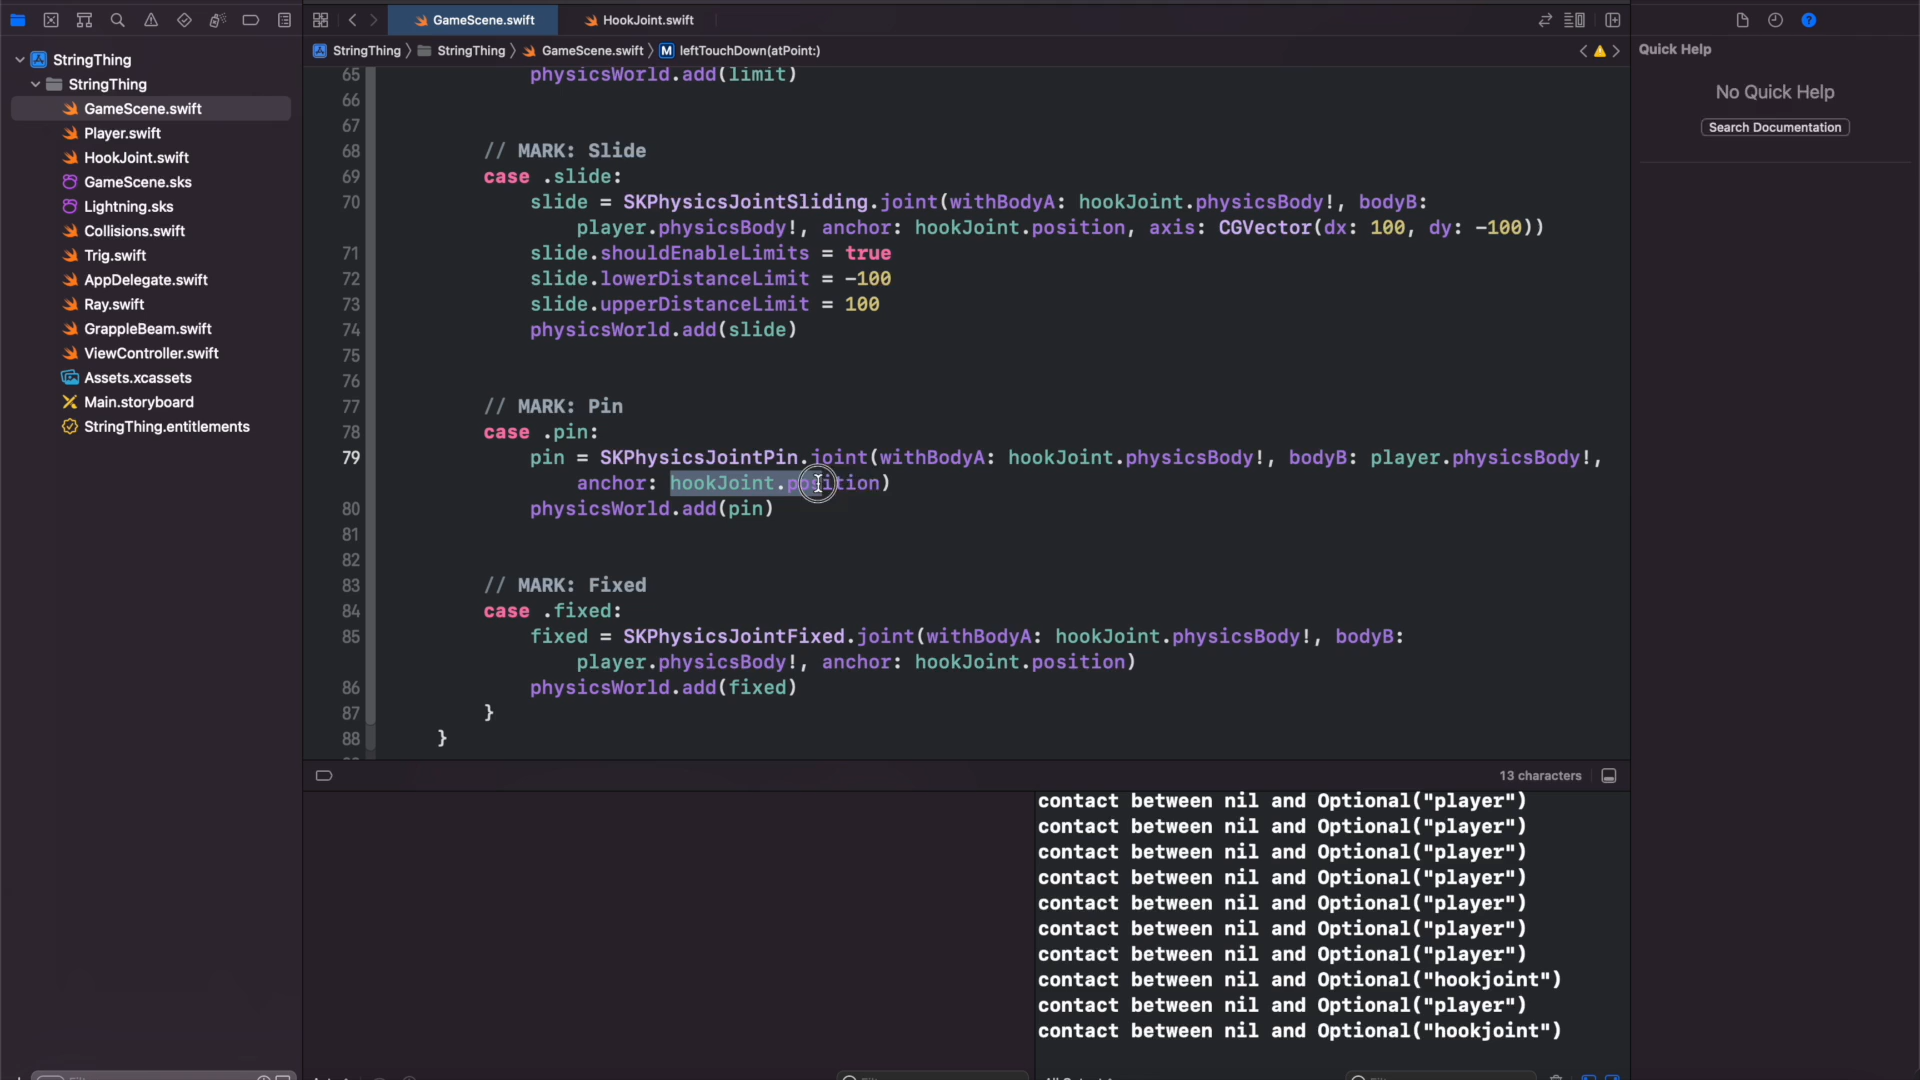 GameScene.swift
HookJoint.swift
StringThing
StringThing
GameScene.swift
M leftTouchDown(atPoint:)
Quick Help
No Quick Help
Search Documentation
StringThing
StringThing
GameScene.swift
Player.swift
HookJoint.swift
GameScene.sks
Lightning.sks
Collisions.swift
Trig.swift
AppDelegate.swift
Ray.swift
GrappleBeam.swift
ViewController.swift
Assets.xcassets
Main.storyboard
StringThing.entitlements
65 physicsWorld.add(limit)
66
67
68 // MARK: Slide
69 case .slide:
70 slide = SKPhysicsJointSliding.joint(withBodyA: hookJoint.physicsBody!, bodyB:
player.physicsBody!, anchor: hookJoint.position, axis: CGVector(dx: 100, dy: -100))
71 slide.shouldEnableLimits = true
72 slide.lowerDistanceLimit = -100
73 slide.upperDistanceLimit = 100
74 physicsWorld.add(slide)
75
76
77 // MARK: Pin
78 case .pin:
79 pin = SKPhysicsJointPin.joint(withBodyA: hookJoint.physicsBody!, bodyB: player.physicsBody!,
anchor: hookJoint.position)
80 physicsWorld.add(pin)
81
82
83 // MARK: Fixed
84 case .fixed:
85 fixed = SKPhysicsJointFixed.joint(withBodyA: hookJoint.physicsBody!, bodyB:
player.physicsBody!, anchor: hookJoint.position)
86 physicsWorld.add(fixed)
87 }
88 }
13 characters
contact between nil and Optional("player")
contact between nil and Optional("player")
contact between nil and Optional("player")
contact between nil and Optional("player")
contact between nil and Optional("player")
contact between nil and Optional("player")
contact between nil and Optional("player")
contact between nil and Optional("hookjoint")
contact between nil and Optional("player")
contact between nil and Optional("hookjoint")